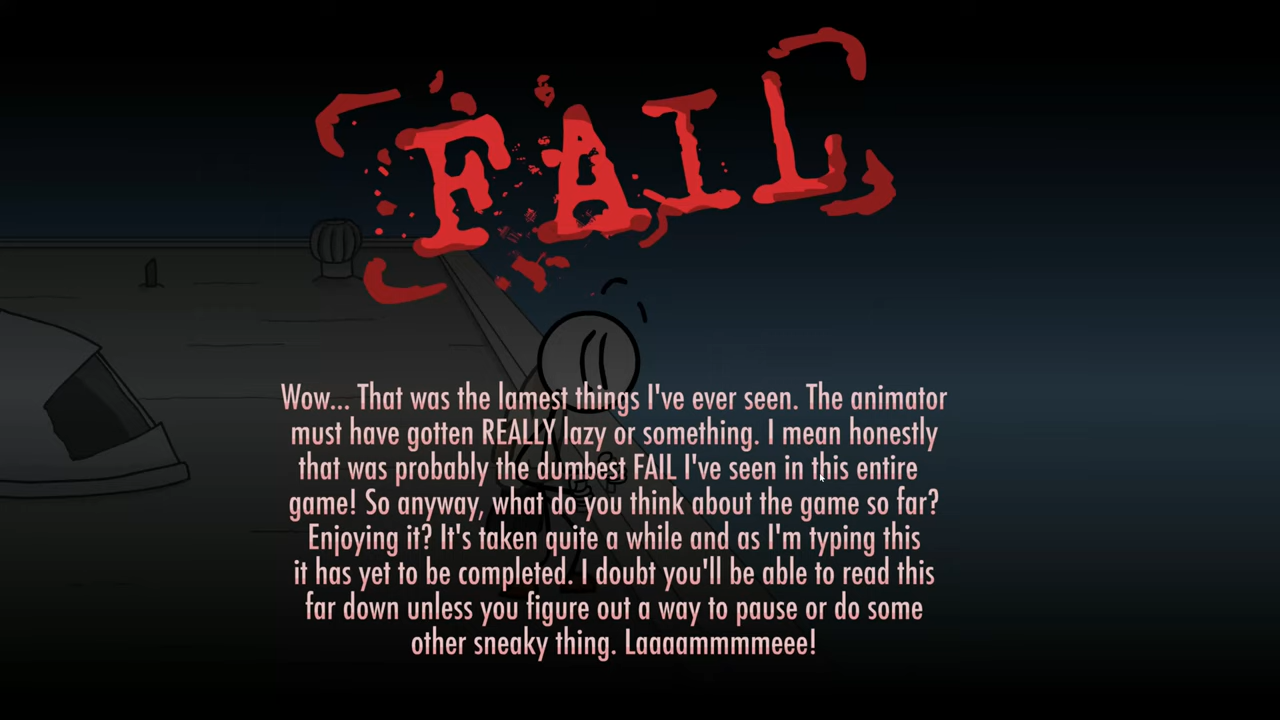 FAIL
Wow... That was the lamest things I've ever seen. The animator
must have gotten REALLY lazy or something. I mean honestly
that was probably the dumbest FAIL I've seen in this entire
game! So anyway, what do you think about the game so far?
Enjoying it? It's taken quite a while and as I'm typing this
it has yet to be completed. I doubt you'll be able to read this
far down unless you figure out a way to pause or do some
other sneaky thing. Laaaammmmeee!